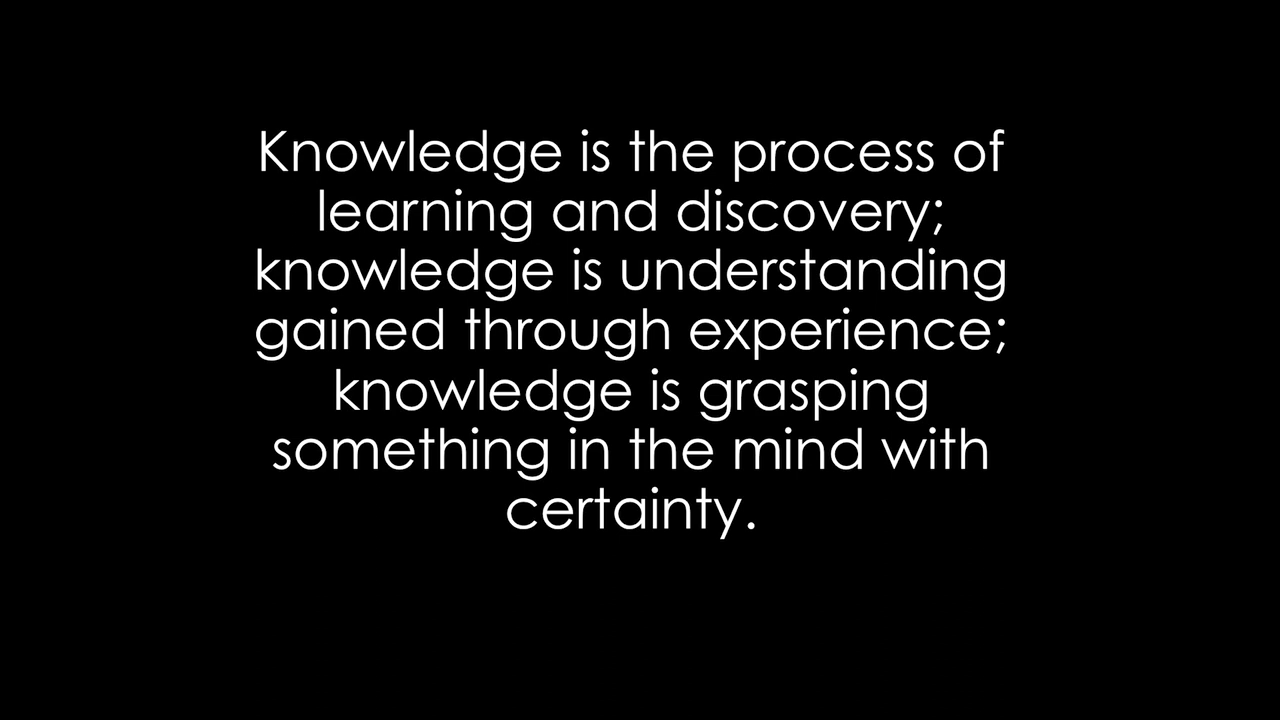 Knowledge is the process of
learning and discovery;
knowledge is understanding
gained through experience;
knowledge is grasping
something in the mind with
certainty.